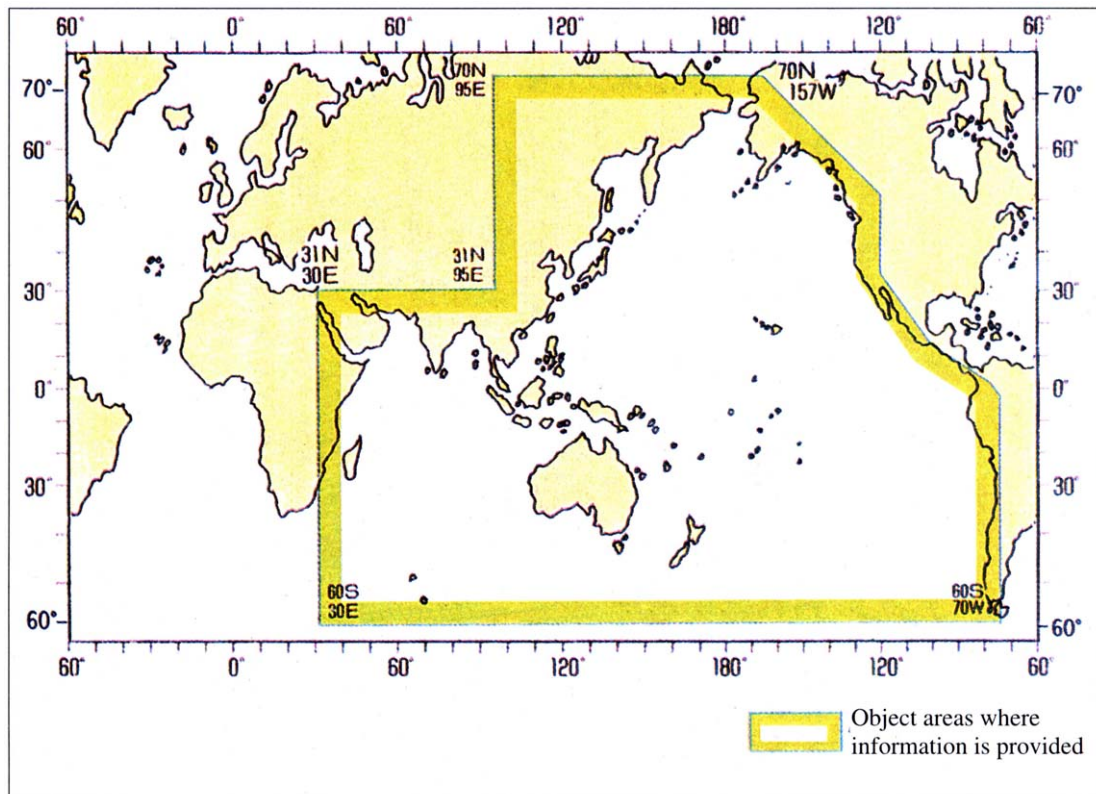 60° 0° 60° 120° 180° 120° 60°
70N
95E
70N
157W
70° 70°
60° 60°
31N
30E
31N
95E
30° 30°
0° 0°
30° 30°
60S
30E
60S
70W
60° 60°
60° 0° 60° 120° 180° 120° 60°
Object areas where
information is provided